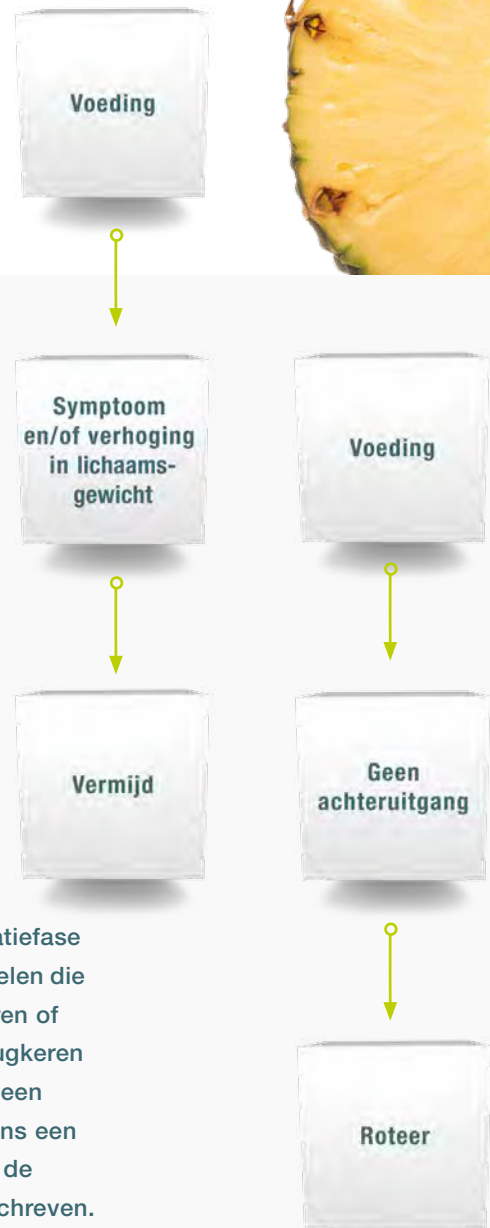 Voeding
Symptoom
en/of verhoging
in lichaams-
gewicht
Vermijd
Voeding
Geen
achteruitgang
Roteer
atiefase
elen die
en of
ugkeren
een
ns een
de
chreven.